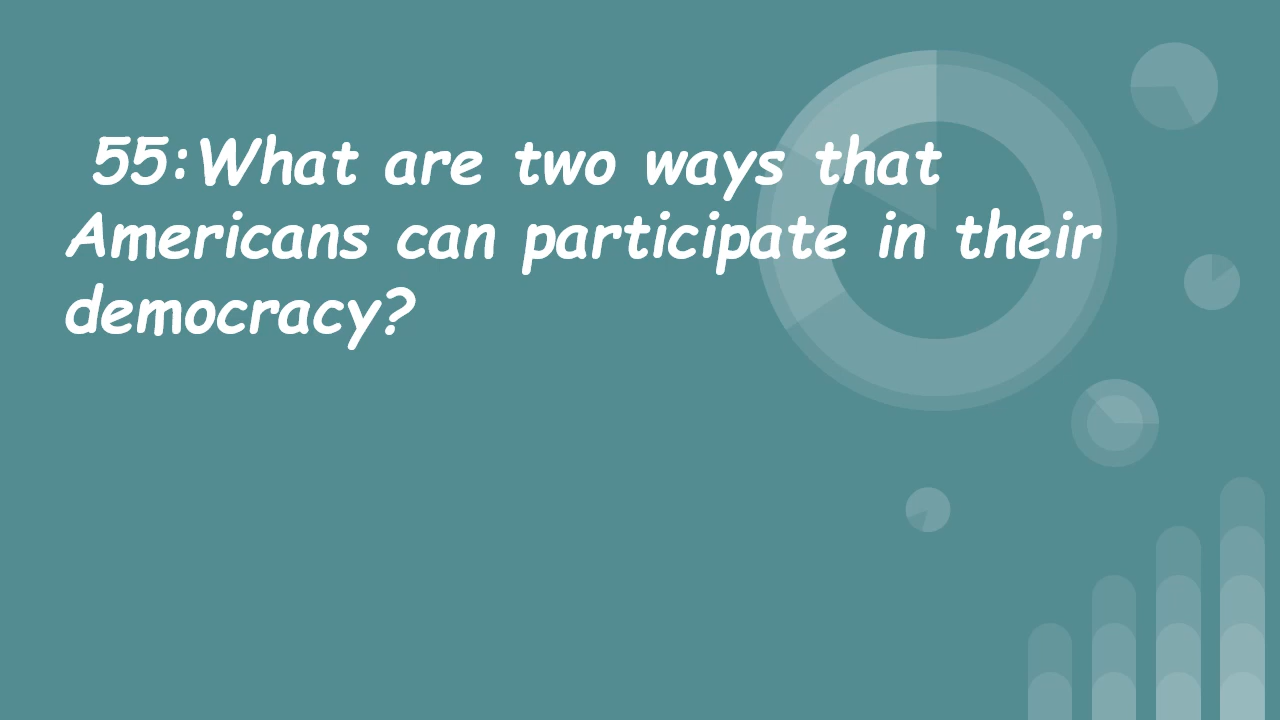 55:What are two ways that
Americans can participate in their
democracy?